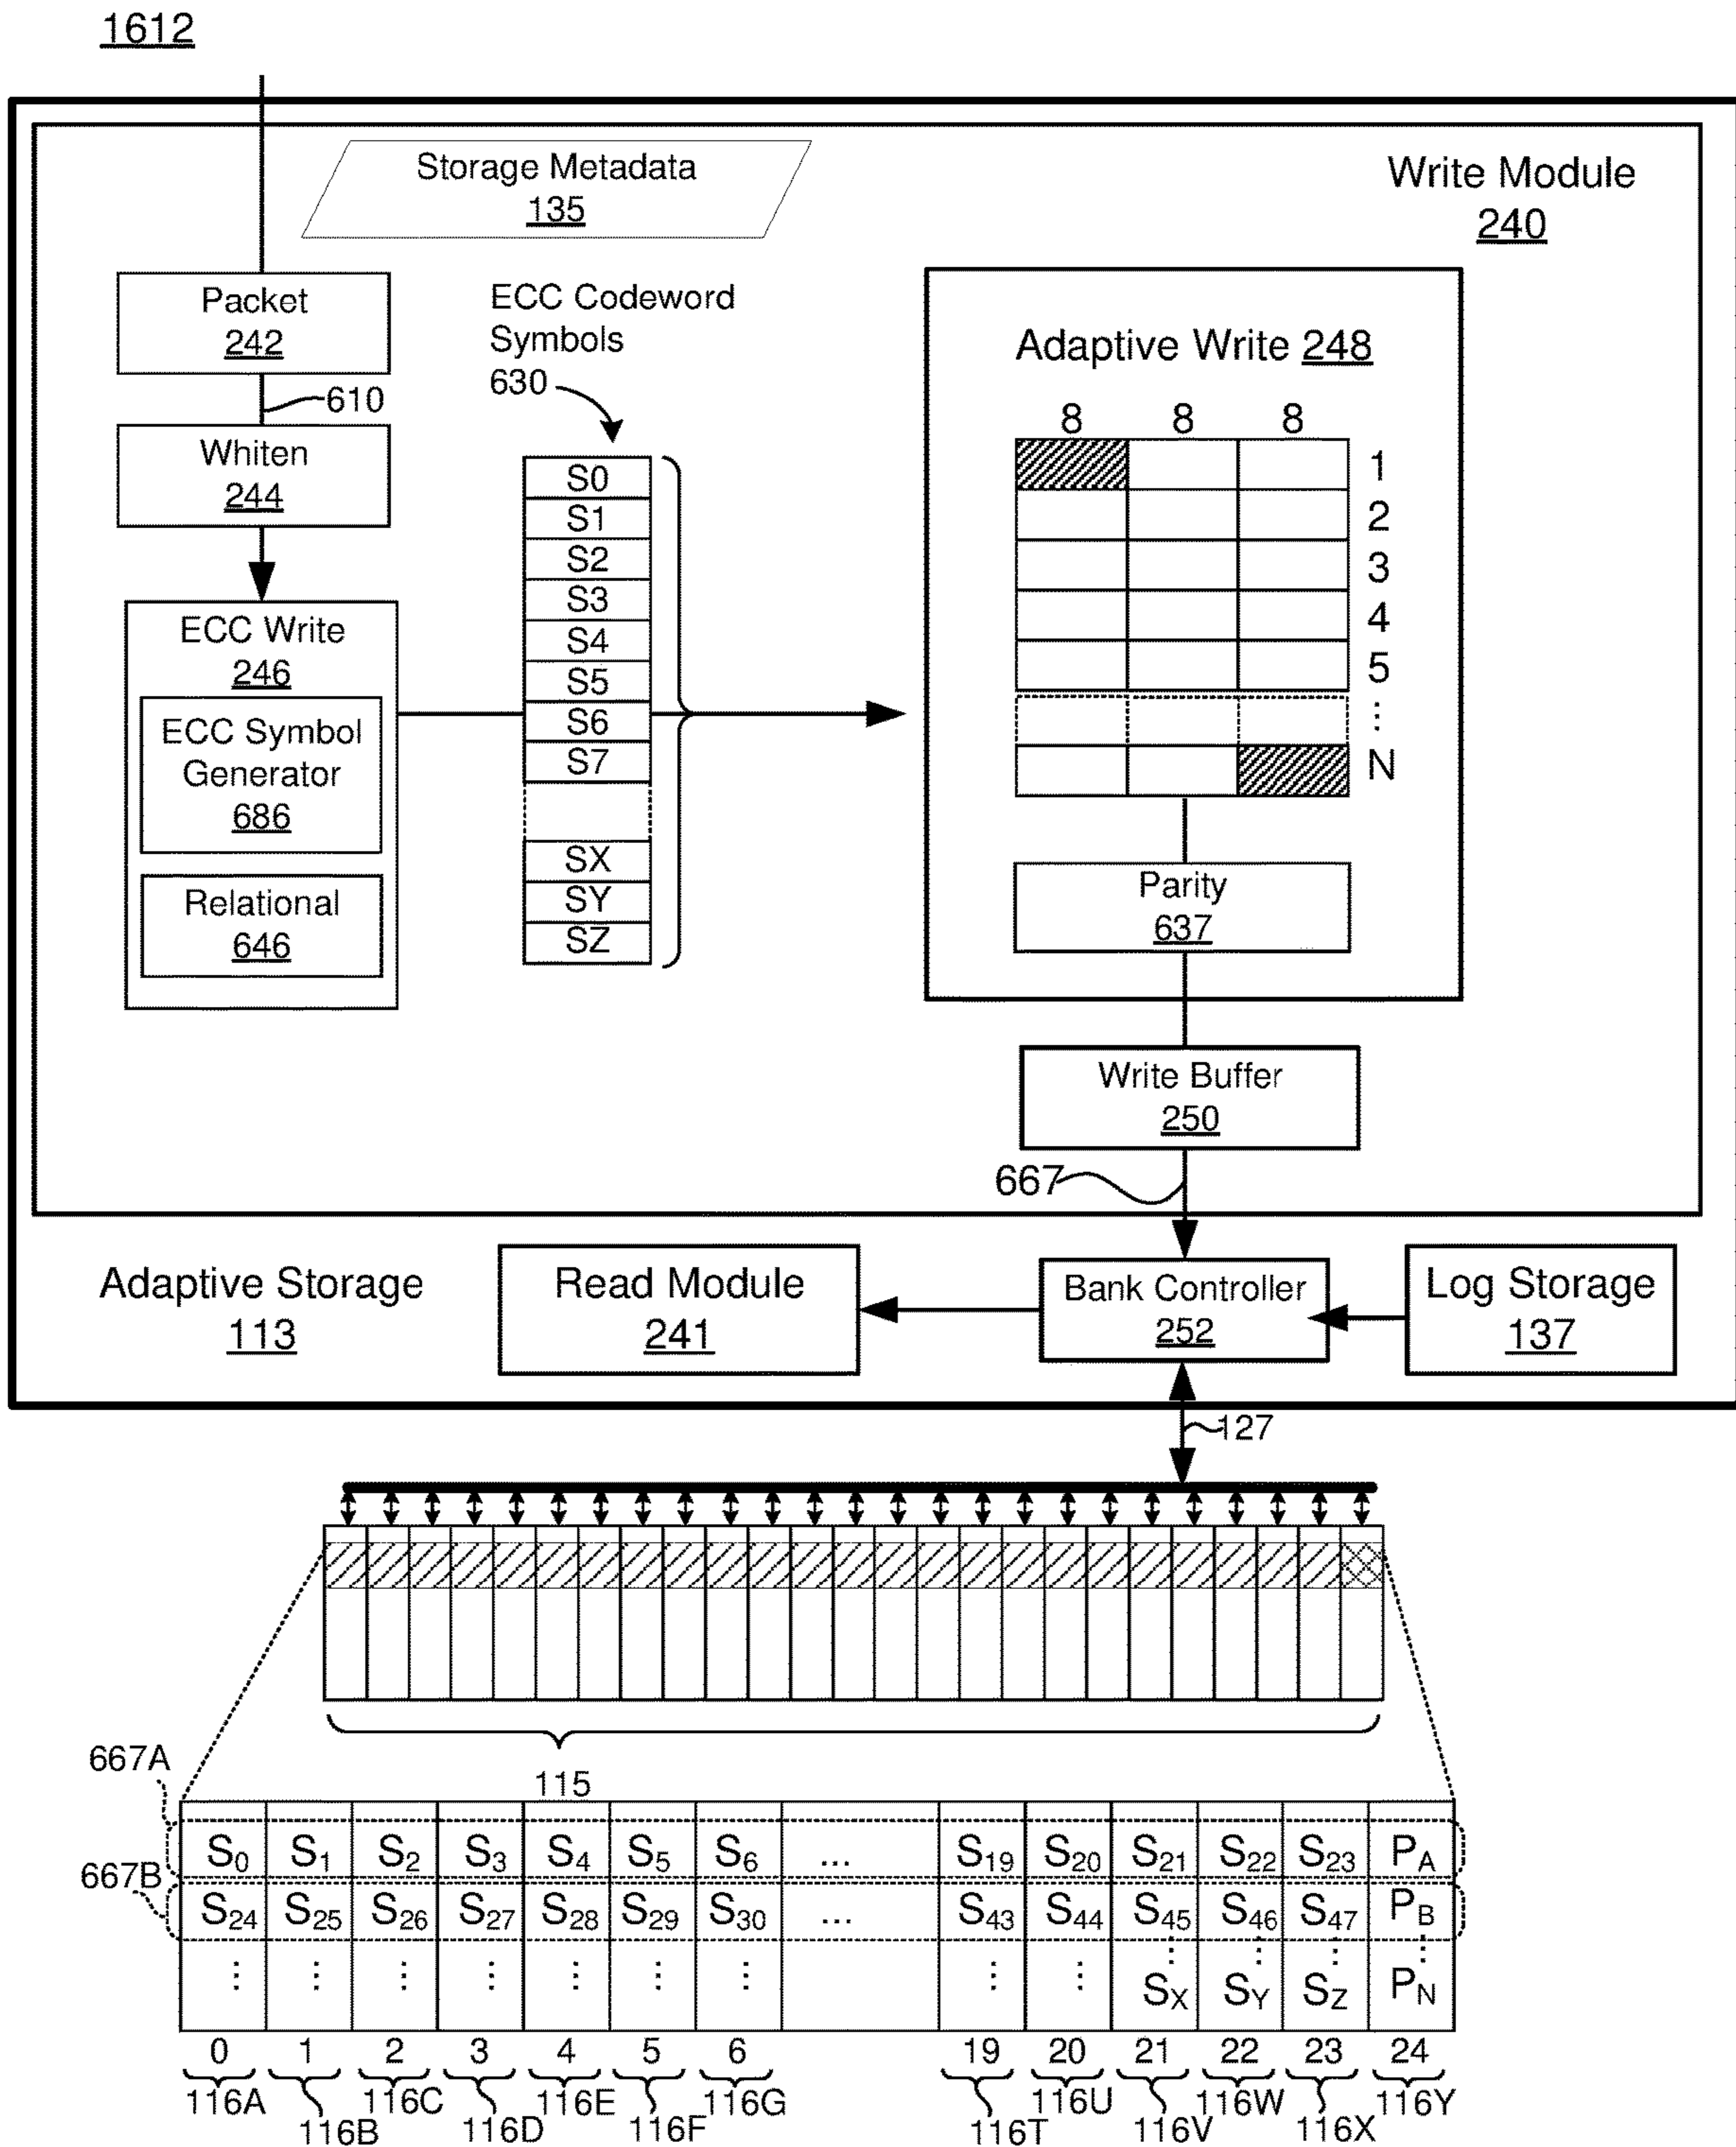 1612
Storage Metadata
135
Write Module
240
Packet
242
610
Whiten
244
ECC Write
246
ECC Symbol
Generator
686
Relational
646
ECC Codeword
Symbols
630
S0
S1
S2
S3
S4
S5
S6
S7
SX
SY
SZ
Adaptive Write 248
8 8 8
1
2
3
4
5
⋮
N
Parity
637
Write Buffer
250
667
Adaptive Storage
113
Read Module
241
Bank Controller
252
Log Storage
137
127
115
667A
667B
S0 S1 S2 S3 S4 S5 S6 ... S19 S20 S21 S22 S23 PA
S24 S25 S26 S27 S28 S29 S30 ... S43 S44 S45 S46 S47 PB
⋮ ⋮ ⋮ ⋮ ⋮ ⋮ ⋮ ⋮ ⋮ ⋮ ⋮ ⋮ ⋮
SX SY SZ PN
0 1 2 3 4 5 6 19 20 21 22 23 24
116A 116C 116E 116G 116U 116W 116Y
116B 116D 116F 116T 116V 116X